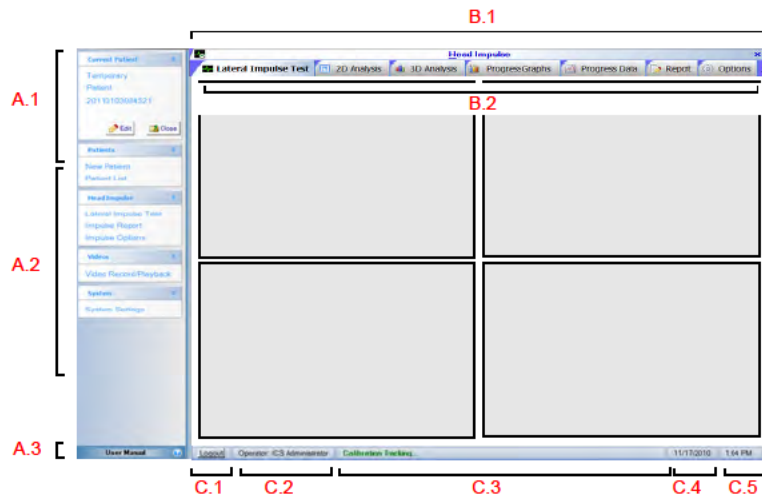 B.1
Current Patient
Head Impulse
Lateral Impulse Test 2D Analysis 3D Analysis Progress Graphs Progress Data Report Options
B.2
A.1
Temporary
Patient
Edit Close
Patients
New Patient
Patient List
A.2
Head Impulse
Lateral Impulse Test
Impulse Report
Impulse Options
Videos
Video Record/Playback
System
System Settings
A.3
User Manual
Logout Operator: ICS Administrator Calibration Tracking... 11/17/2010 1:64 PM
C.1 C.2 C.3 C.4 C.5